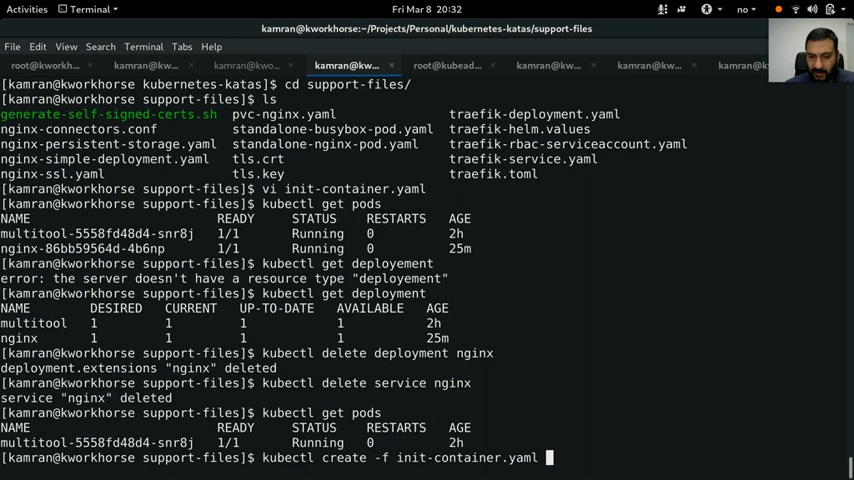 Activities Terminal Fri Mar 8 20:32 no
kamran@kworkhorse:~/Projects/Personal/kubernetes-katas/support-files
File Edit View Search Terminal Tabs Help
root@kworkhorse × kamran@kw... × kamran@kwo... × kamran@kw... × root@kubead... × kamran@kw... × kamran@kw... × kamran@kw...
[kamran@kworkhorse kubernetes-katas]$ cd support-files/
[kamran@kworkhorse support-files]$ ls
generate-self-signed-certs.sh pvc-nginx.yaml traefik-deployment.yaml
nginx-connectors.conf standalone-busybox-pod.yaml traefik-helm.values
nginx-persistent-storage.yaml standalone-nginx-pod.yaml traefik-rbac-serviceaccount.yaml
nginx-simple-deployment.yaml tls.crt traefik-service.yaml
nginx-ssl.yaml tls.key traefik.toml
[kamran@kworkhorse support-files]$ vi init-container.yaml
[kamran@kworkhorse support-files]$ kubectl get pods
NAME READY STATUS RESTARTS AGE
multitool-5558fd48d4-snr8j 1/1 Running 0 2h
nginx-86bb59564d-4b6np 1/1 Running 0 25m
[kamran@kworkhorse support-files]$ kubectl get deployement
error: the server doesn't have a resource type "deployement"
[kamran@kworkhorse support-files]$ kubectl get deployment
NAME DESIRED CURRENT UP-TO-DATE AVAILABLE AGE
multitool 1 1 1 1 2h
nginx 1 1 1 1 25m
[kamran@kworkhorse support-files]$ kubectl delete deployment nginx
deployment.extensions "nginx" deleted
[kamran@kworkhorse support-files]$ kubectl delete service nginx
service "nginx" deleted
[kamran@kworkhorse support-files]$ kubectl get pods
NAME READY STATUS RESTARTS AGE
multitool-5558fd48d4-snr8j 1/1 Running 0 2h
[kamran@kworkhorse support-files]$ kubectl create -f init-container.yaml